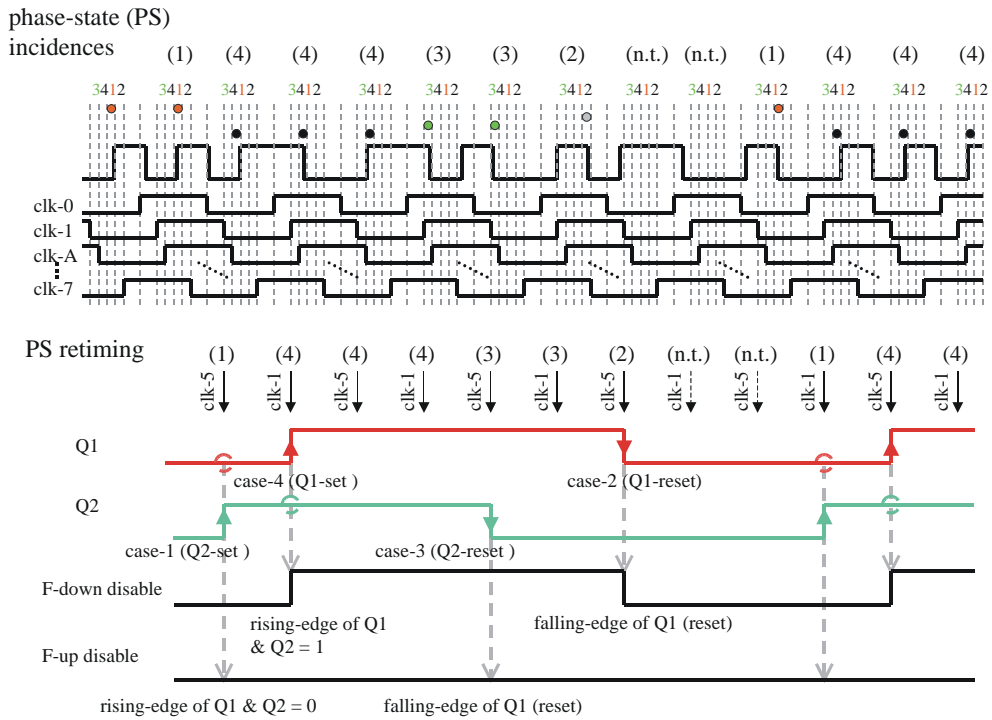 phase-state (PS)
incidences
(1) (4) (4) (4) (3) (3) (2) (n.t.) (n.t.) (1) (4) (4) (4)
3412 3412 3412 3412 3412 3412 3412 3412 3412 3412 3412 3412 3412 3412
clk-0
clk-1
clk-A
clk-7
PS retiming
(1) (4) (4) (4) (3) (3) (2) (n.t.) (n.t.) (1) (4) (4)
clk-5 clk-1 clk-5 clk-1 clk-5 clk-1 clk-5 clk-1 clk-5 clk-1 clk-5 clk-1
Q1
case-4 (Q1-set ) case-2 (Q1-reset)
Q2
case-1 (Q2-set ) case-3 (Q2-reset )
F-down disable
rising-edge of Q1
& Q2 = 1
falling-edge of Q1 (reset)
F-up disable
rising-edge of Q1 & Q2 = 0 falling-edge of Q1 (reset)